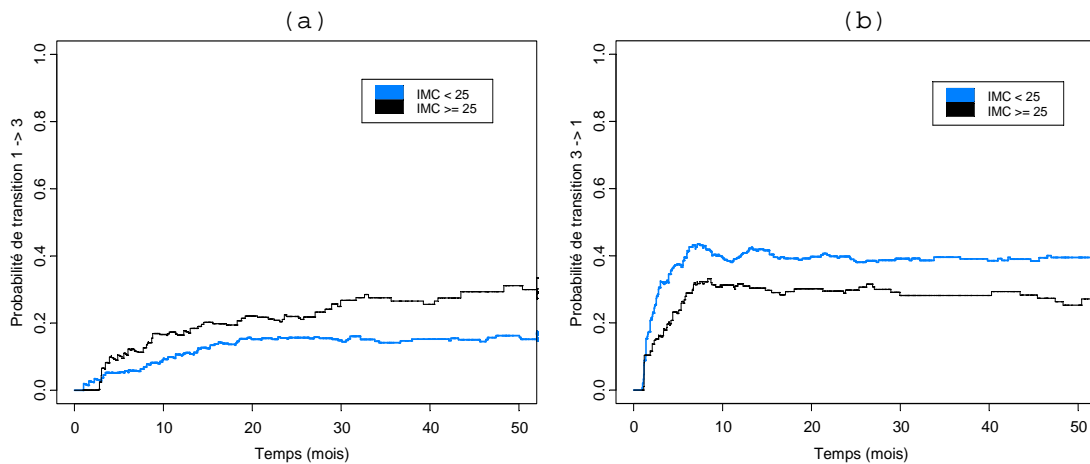 (a)
Probabilité de transition 1 -> 3
1.0
0.8
0.6
0.4
0.2
0.0
IMC < 25
IMC >= 25
0 10 20 30 40 50
Temps (mois)
(b)
Probabilité de transition 3 -> 1
1.0
0.8
0.6
0.4
0.2
0.0
IMC < 25
IMC >= 25
0 10 20 30 40 50
Temps (mois)